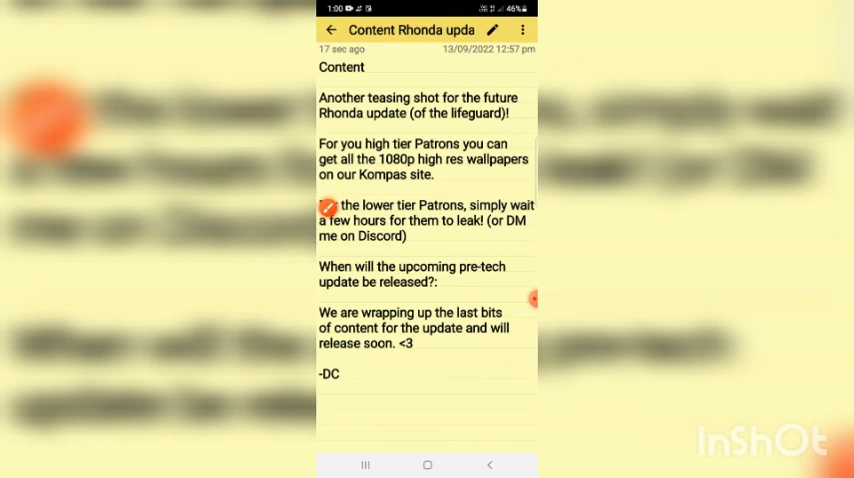 1:00
46%
Content Rhonda upda
17 sec ago
13/09/2022 12:57 pm
Content
Another teasing shot for the future
Rhonda update (of the lifeguard)!
For you high tier Patrons you can
get all the 1080p high res wallpapers
on our Kompas site.
the lower tier Patrons, simply wait
a few hours for them to leak! (or DM
me on Discord)
When will the upcoming pre-tech
update be released?:
We are wrapping up the last bits
of content for the update and will
release soon. <3
-DC
InShOt